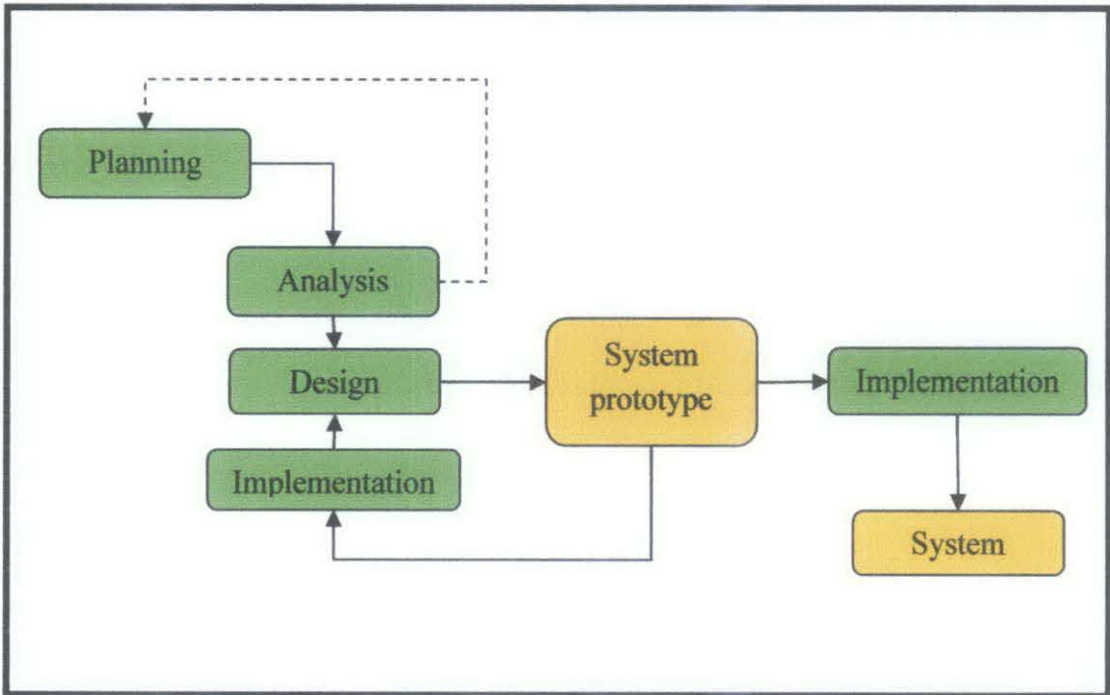 Planning
Analysis
Design
Implementation
System
prototype
Implementation
System